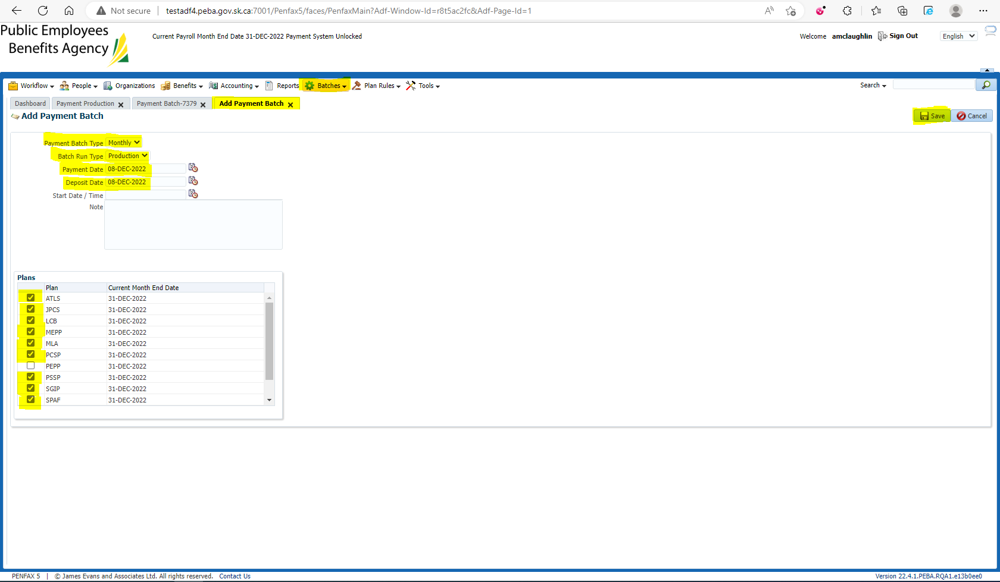 Not secure testadf4.peba.gov.sk.ca:7001/Penfax5/faces/PenfaxMain?Adf-Window-Id=r8t5ac2fc&Adf-Page-Id=1
Public Employees
Benefits Agency
Current Payroll Month End Date 31-DEC-2022 Payment System Unlocked
Welcome amclaughlin Sign Out English
Workflow People Organizations Benefits Accounting Reports Batches Plan Rules Tools Search
Dashboard Payment Production Payment Batch-7379 Add Payment Batch
Add Payment Batch
Save Cancel
Payment Batch Type Monthly
Batch Run Type Production
Payment Date 08-DEC-2022
Deposit Date 08-DEC-2022
Start Date / Time
Note
Plans
Plan Current Month End Date
ATLS 31-DEC-2022
JPCS 31-DEC-2022
LCB 31-DEC-2022
MEPP 31-DEC-2022
MLA 31-DEC-2022
PCSP 31-DEC-2022
PEPP 31-DEC-2022
PSSP 31-DEC-2022
SGIP 31-DEC-2022
SPAF 31-DEC-2022
PENFAX 5 | © James Evans and Associates Ltd. All rights reserved. Contact Us
Version 22.4.1.PEBA.RQA1.e13b0ee0